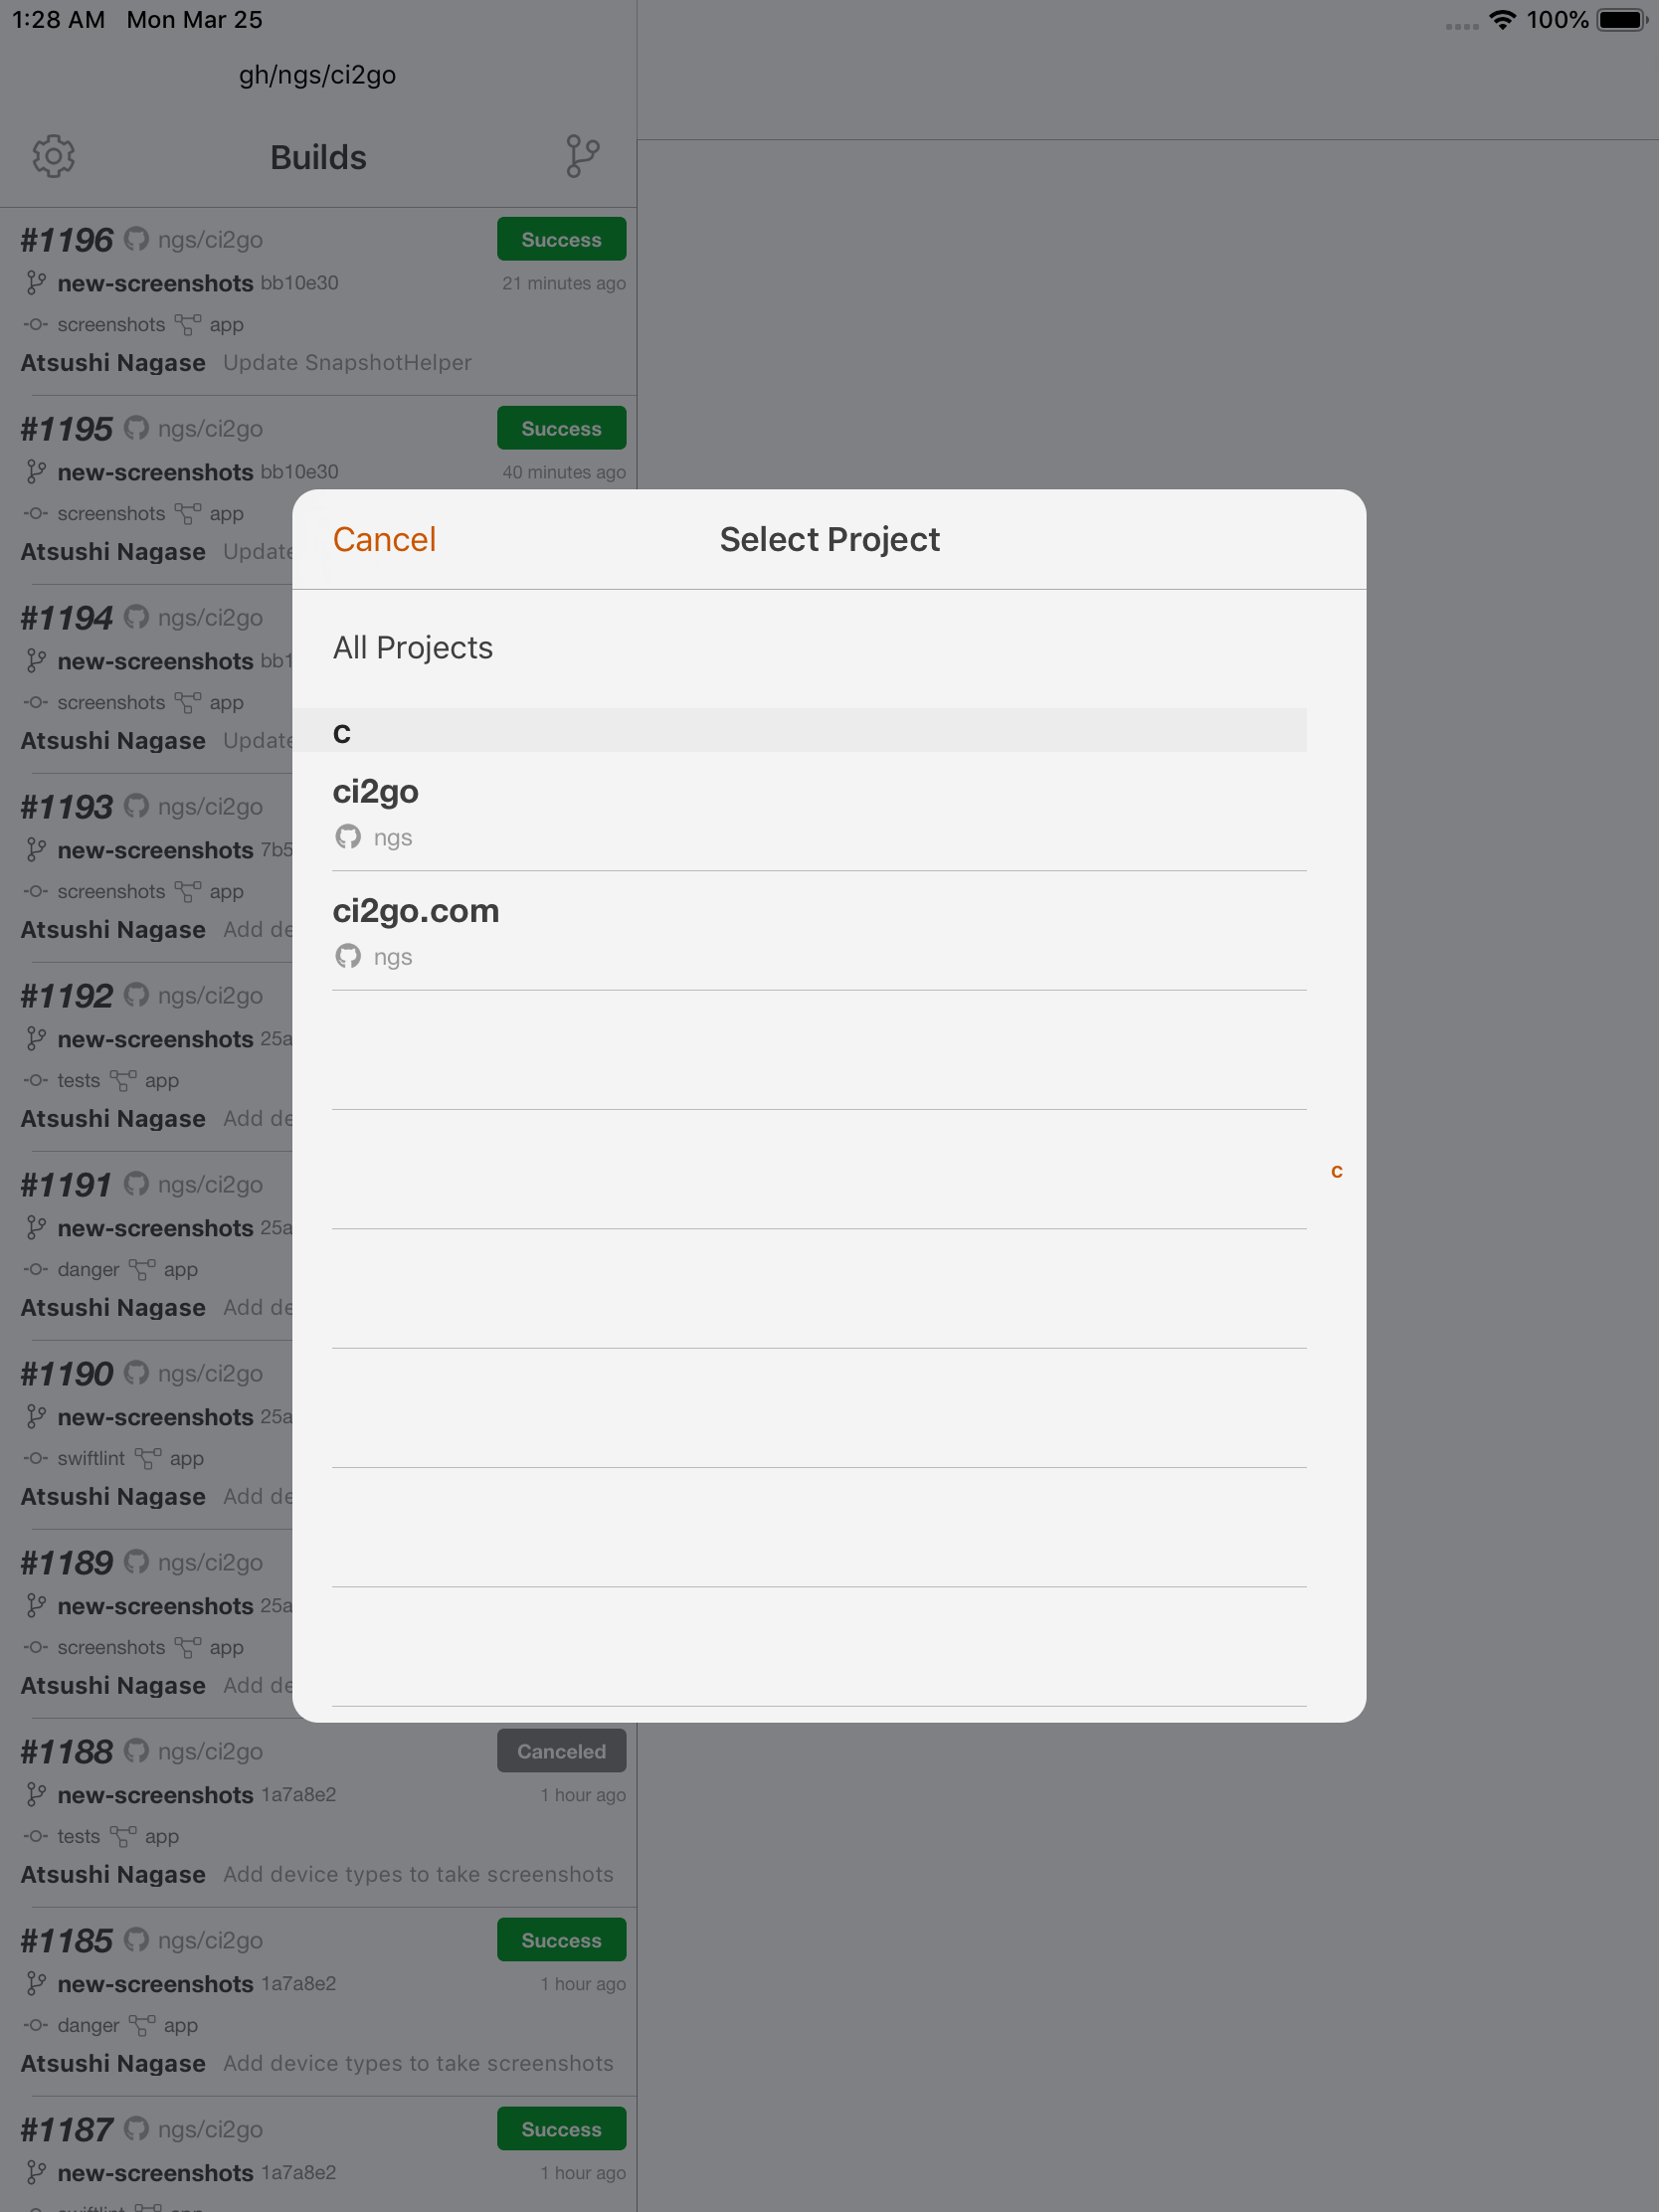 1:28 AM Mon Mar 25 100%
gh/ngs/ci2go
Builds
#1196 ngs/ci2go Success
new-screenshots bb10e30 21 minutes ago
screenshots app
Atsushi Nagase Update SnapshotHelper
#1195 ngs/ci2go Success
new-screenshots bb10e30 40 minutes ago
screenshots app
Atsushi Nagase Update
#1194 ngs/ci2go
new-screenshots bb1
screenshots app
Atsushi Nagase Update
#1193 ngs/ci2go
new-screenshots 7b5
screenshots app
Atsushi Nagase Add de
#1192 ngs/ci2go
new-screenshots 25a
tests app
Atsushi Nagase Add de
#1191 ngs/ci2go
new-screenshots 25a
danger app
Atsushi Nagase Add de
#1190 ngs/ci2go
new-screenshots 25a
swiftlint app
Atsushi Nagase Add de
#1189 ngs/ci2go
new-screenshots 25a
screenshots app
Atsushi Nagase Add de
#1188 ngs/ci2go Canceled
new-screenshots 1a7a8e2 1 hour ago
tests app
Atsushi Nagase Add device types to take screenshots
#1185 ngs/ci2go Success
new-screenshots 1a7a8e2 1 hour ago
danger app
Atsushi Nagase Add device types to take screenshots
#1187 ngs/ci2go Success
new-screenshots 1a7a8e2 1 hour ago
swiftlint app
Cancel Select Project
All Projects
c
ci2go
ngs
ci2go.com
ngs
c